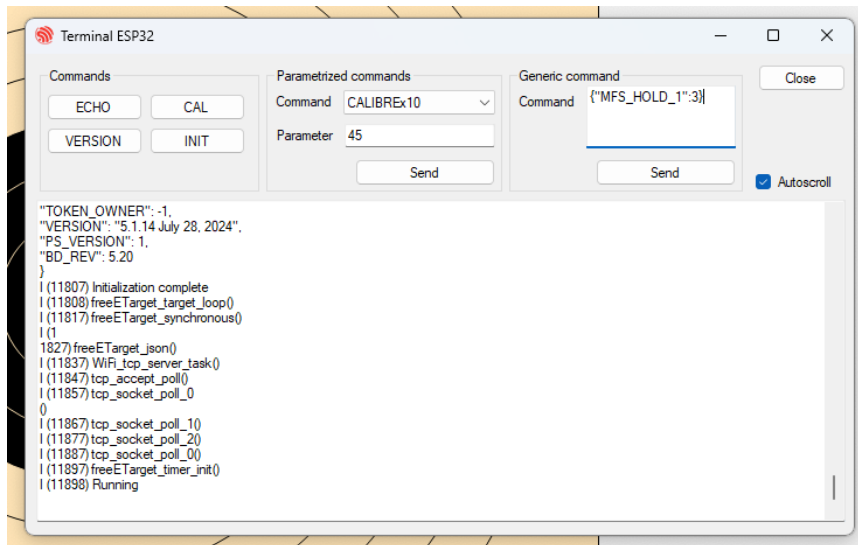 Terminal ESP32
Commands
ECHO
CAL
VERSION
INIT
Parametrized commands
Command CALIBREx10
Parameter 45
Send
Generic command
Command {"MFS_HOLD_1":3}
Send
Close
Autoscroll
"TOKEN_OWNER": -1,
"VERSION": "5.1.14 July 28, 2024",
"PS_VERSION": 1,
"BD_REV": 5.20
}
I (11807) Initialization complete
I (11808) freeETarget_target_loop()
I (11817) freeETarget_synchronous()
I (1
1827) freeETarget_json()
I (11837) WiFi_tcp_server_task()
I (11847) tcp_accept_poll()
I (11857) tcp_socket_poll_0
()
I (11867) tcp_socket_poll_1()
I (11877) tcp_socket_poll_2()
I (11887) tcp_socket_poll_0()
I (11897) freeETarget_timer_init()
I (11898) Running